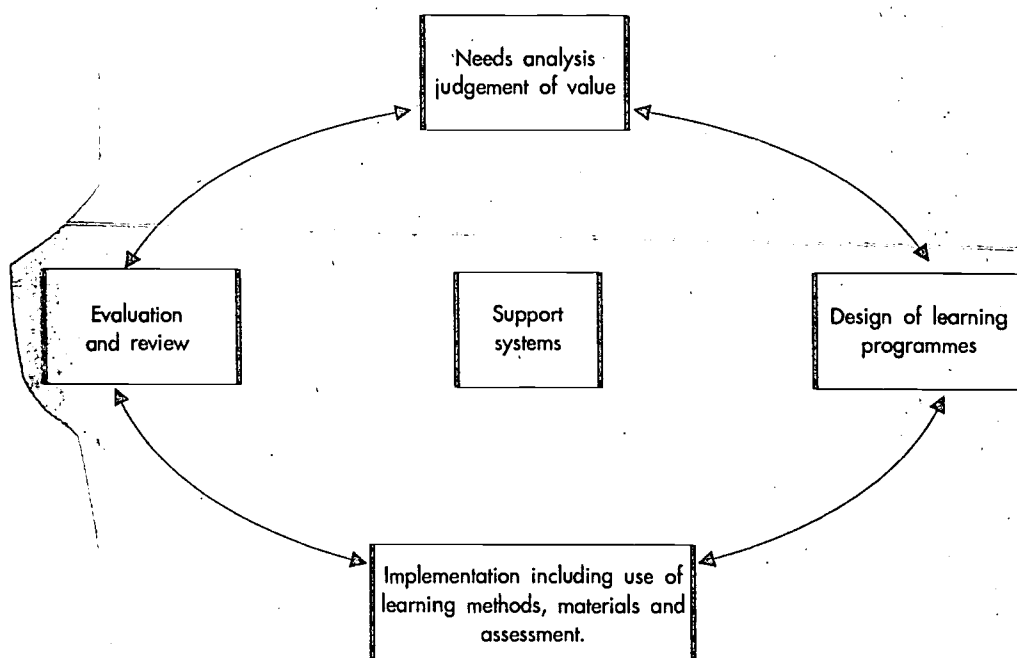 Needs analysis
judgement of value
Evaluation
and review
Support
systems
Design of learning
programmes
Implementation including use of
learning methods, materials and
assessment.